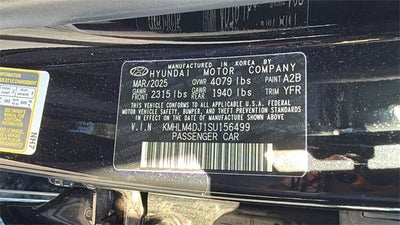 MANUFACTURED IN KOREA BY
HYUNDAI MOTOR COMPANY
MAR/2025 GVWR 4079 lbs PAINT A2B
GAWR FRONT 2315 lbs GAWR REAR 1940 lbs TRIM YFR
THIS VEHICLE CONFORMS TO ALL APPLICABLE U.S.A. FEDERAL
MOTOR VEHICLE SAFETY, BUMPER, AND THEFT PREVENTION STANDARDS
IN EFFECT ON THE DATE OF MANUFACTURE SHOWN ABOVE.
V.I.N KMHLM4DJ1SU156499
PASSENGER CAR